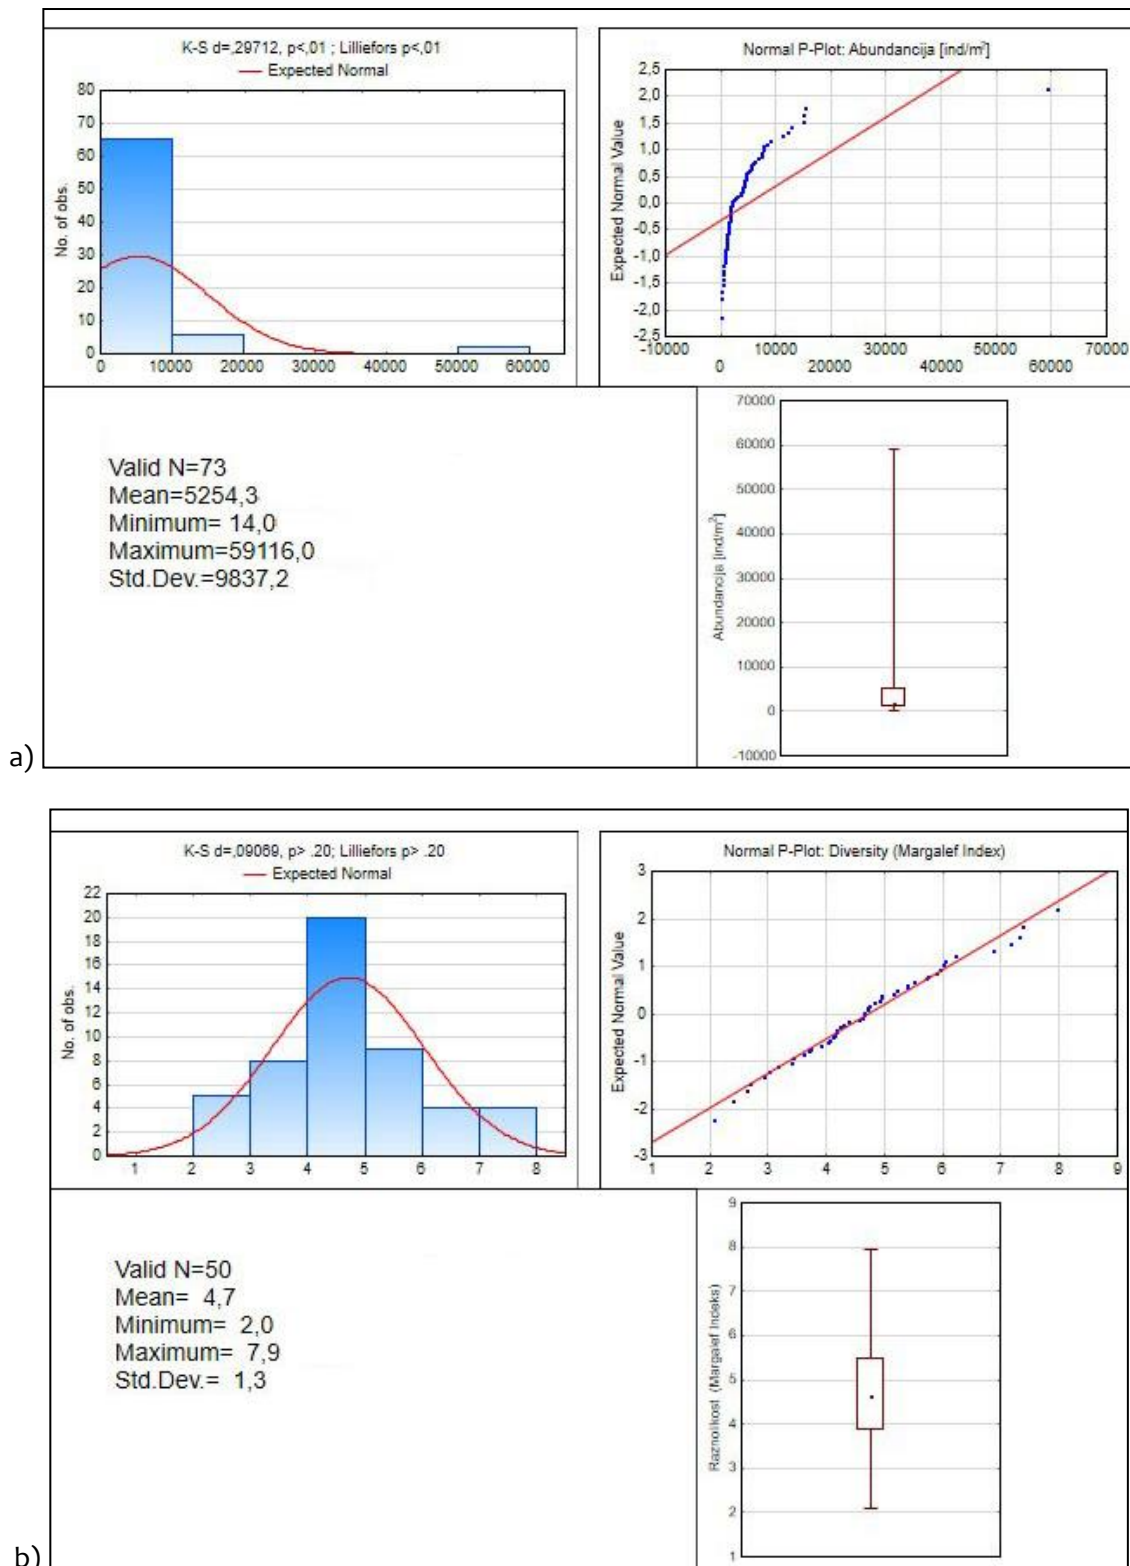 K-S d=,29712, p<,01 ; Lilliefors p<,01
Expected Normal
No. of obs.
80
70
60
50
40
30
20
10
0
0 10000 20000 30000 40000 50000 60000
Normal P-Plot: Abundancija [ind/m²]
Expected Normal Value
2,5
2,0
1,5
1,0
0,5
0,0
-0,5
-1,0
-1,5
-2,0
-2,5
-10000 10000 30000 50000 70000
0 20000 40000 60000
Valid N=73
Mean=5254,3
Minimum= 14,0
Maximum=59116,0
Std.Dev.=9837,2
Abundancija [ind/m²]
70000
60000
50000
40000
30000
20000
10000
0
-10000
a)
K-S d=,09069, p> .20; Lilliefors p> .20
Expected Normal
No. of obs.
22
20
18
16
14
12
10
8
6
4
2
0
1 2 3 4 5 6 7 8
Normal P-Plot: Diversity (Margalef Index)
Expected Normal Value
3
2
1
0
-1
-2
-3
1 2 3 4 5 6 7 8 9
Valid N=50
Mean= 4,7
Minimum= 2,0
Maximum= 7,9
Std.Dev.= 1,3
Raznolikost (Margalef Indeks)
9
8
7
6
5
4
3
2
1
b)